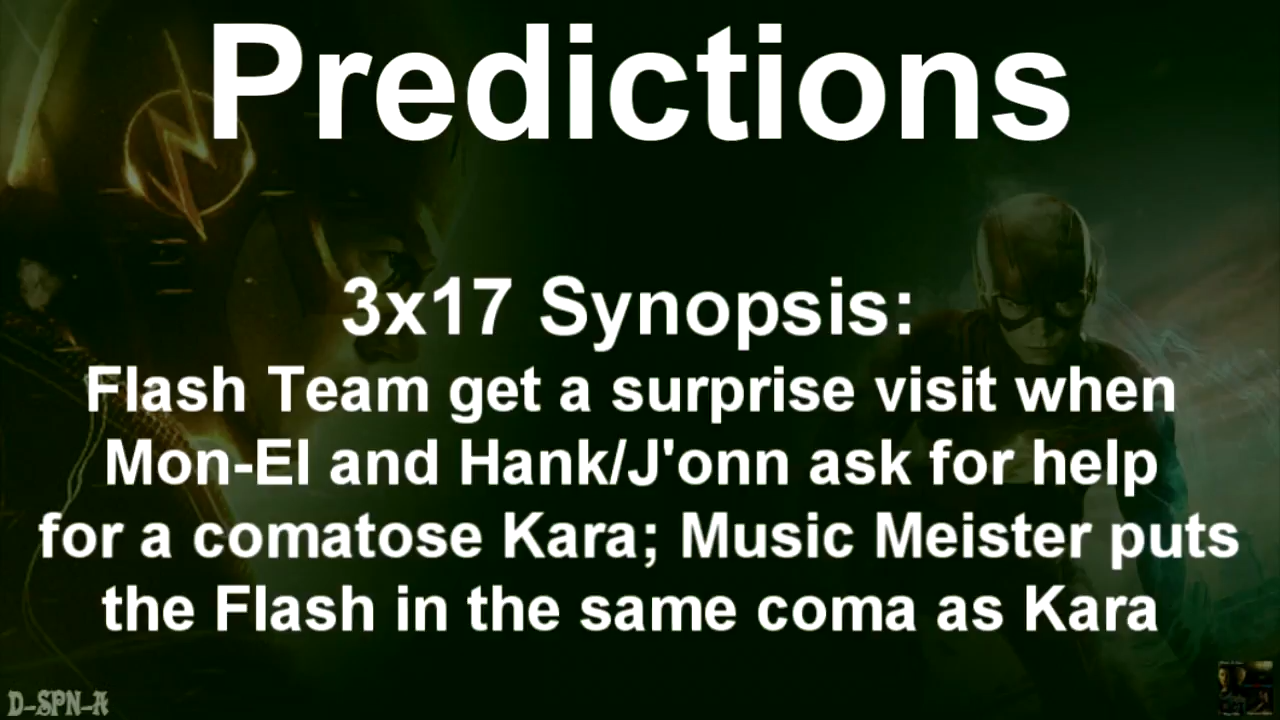 Predictions
3x17 Synopsis:
Flash Team get a surprise visit when
Mon-El and Hank/J'onn ask for help
for a comatose Kara; Music Meister puts
the Flash in the same coma as Kara
D-SPN-A